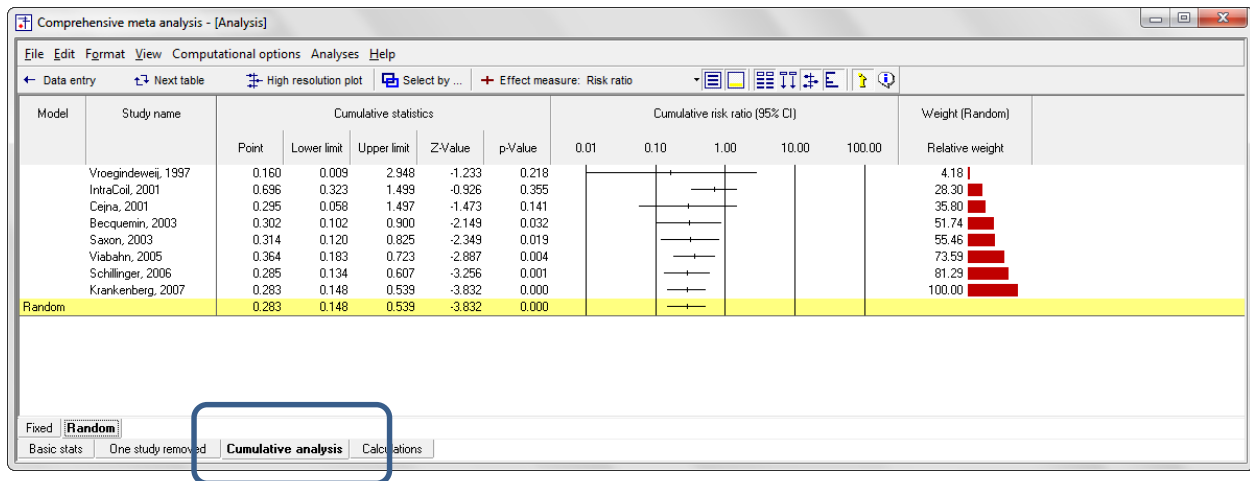 Comprehensive meta analysis - [Analysis]
File Edit Format View Computational options Analyses Help
Data entry Next table High resolution plot Select by ... Effect measure: Risk ratio
Model Study name Cumulative statistics Cumulative risk ratio (95% CI) Weight (Random)
Point Lower limit Upper limit Z-Value p-Value 0.01 0.10 1.00 10.00 100.00 Relative weight
Vroegindeweij, 1997 0.160 0.009 2.948 -1.233 0.218 4.18
IntraCoil, 2001 0.696 0.323 1.499 -0.926 0.355 28.30
Cejna, 2001 0.295 0.058 1.497 -1.473 0.141 35.80
Becquemin, 2003 0.302 0.102 0.900 -2.149 0.032 51.74
Saxon, 2003 0.314 0.120 0.825 -2.349 0.019 55.46
Viabahn, 2005 0.364 0.183 0.723 -2.887 0.004 73.59
Schillinger, 2006 0.285 0.134 0.607 -3.256 0.001 81.29
Krankenberg, 2007 0.283 0.148 0.539 -3.832 0.000 100.00
Random 0.283 0.148 0.539 -3.832 0.000
Fixed Random
Basic stats One study removed Cumulative analysis Calculations